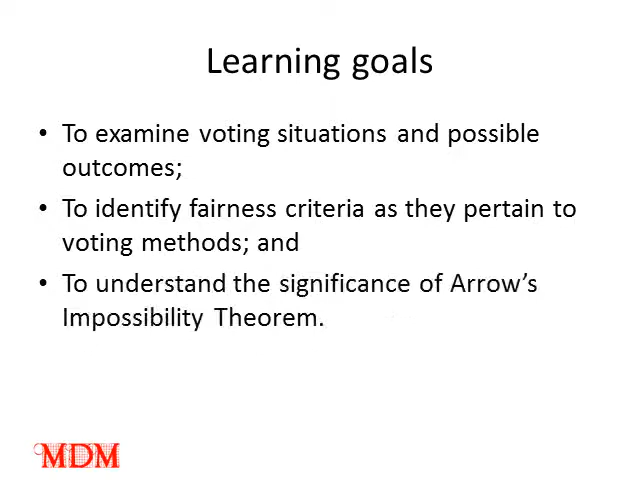 Learning goals
• To examine voting situations and possible
outcomes;
• To identify fairness criteria as they pertain to
voting methods; and
• To understand the significance of Arrow’s
Impossibility Theorem.
MDM